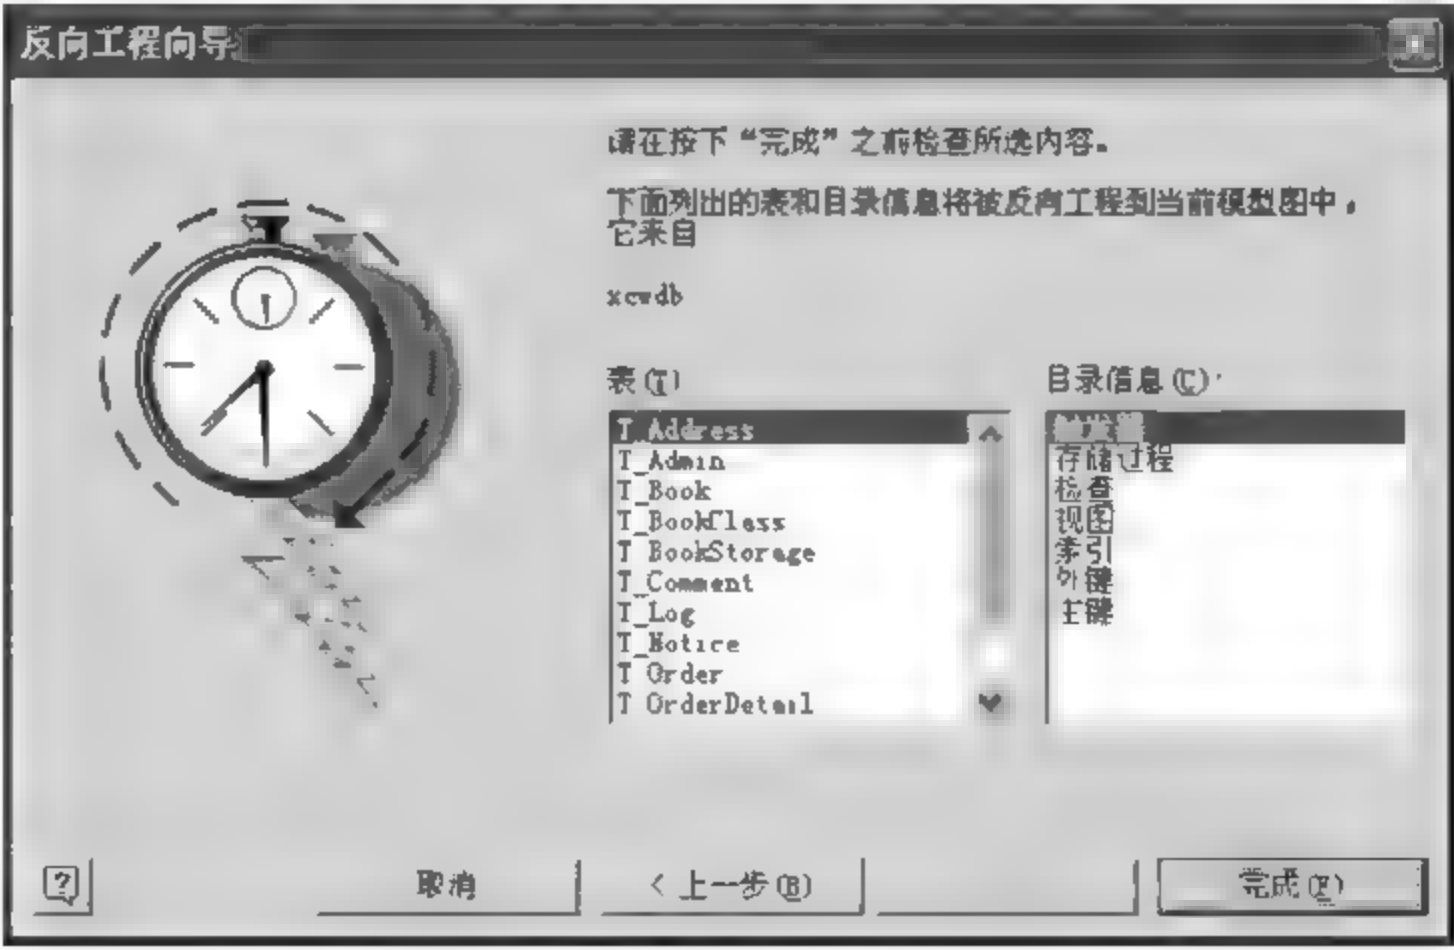 反向工程向导
请在按下“完成”之前检查所选内容。
下面列出的表和目录信息将被反向工程到当前模型图中，
它来自
xcwdb
表(T)
目录信息(C):
T_Address
T_Admin
T_Book
T_BookClass
T_BookStorage
T_Comment
T_Log
T_Notice
T_Order
T_OrderDetail
触发器
存储过程
检查
视图
索引
外键
主键
?
取消
< 上一步(B)
完成(F)